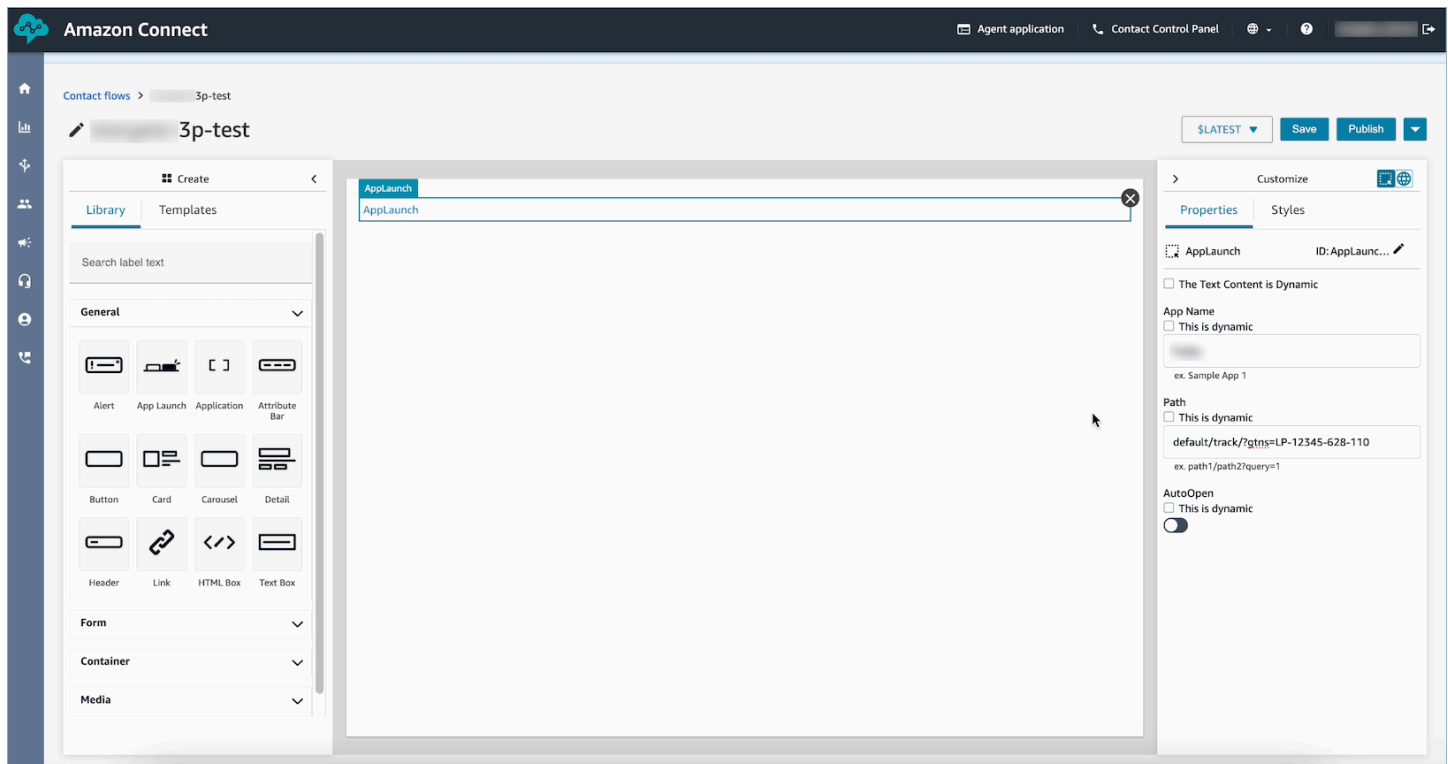 Amazon Connect
Agent application
Contact Control Panel
Contact flows > 3p-test
3p-test
$LATEST
Save
Publish
Create
Library
Templates
Search label text
General
Alert
App Launch
Application
Attribute Bar
Button
Card
Carousel
Detail
Header
Link
HTML Box
Text Box
Form
Container
Media
AppLaunch
AppLaunch
Customize
Properties
Styles
AppLaunch
ID: AppLaunc...
The Text Content is Dynamic
App Name
This is dynamic
ex. Sample App 1
Path
This is dynamic
default/track/?gtns=LP-12345-628-110
ex. path1/path2?query=1
AutoOpen
This is dynamic